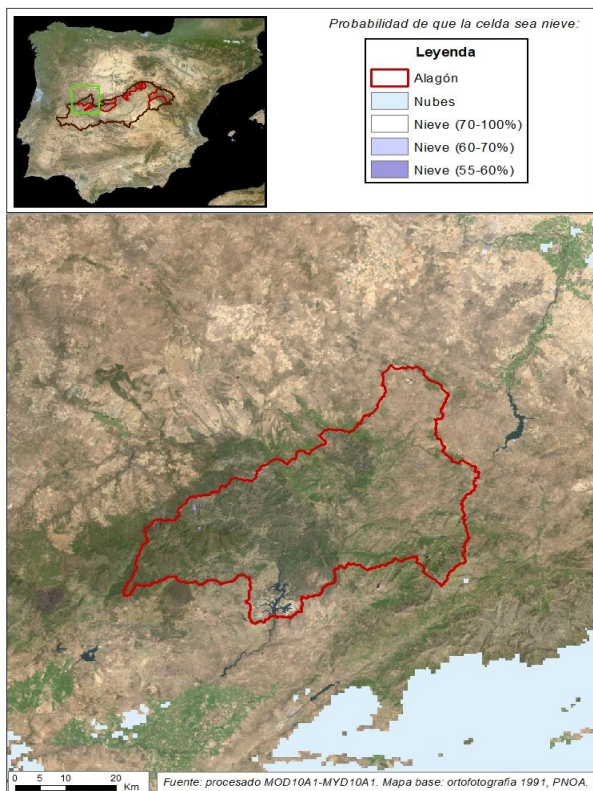 Probabilidad de que la celda sea nieve:
Leyenda
Alagón
Nubes
Nieve (70-100%)
Nieve (60-70%)
Nieve (55-60%)
0 5 10 20
Km
Fuente: procesado MOD10A1-MYD10A1. Mapa base: ortofotografía 1991, PNOA.